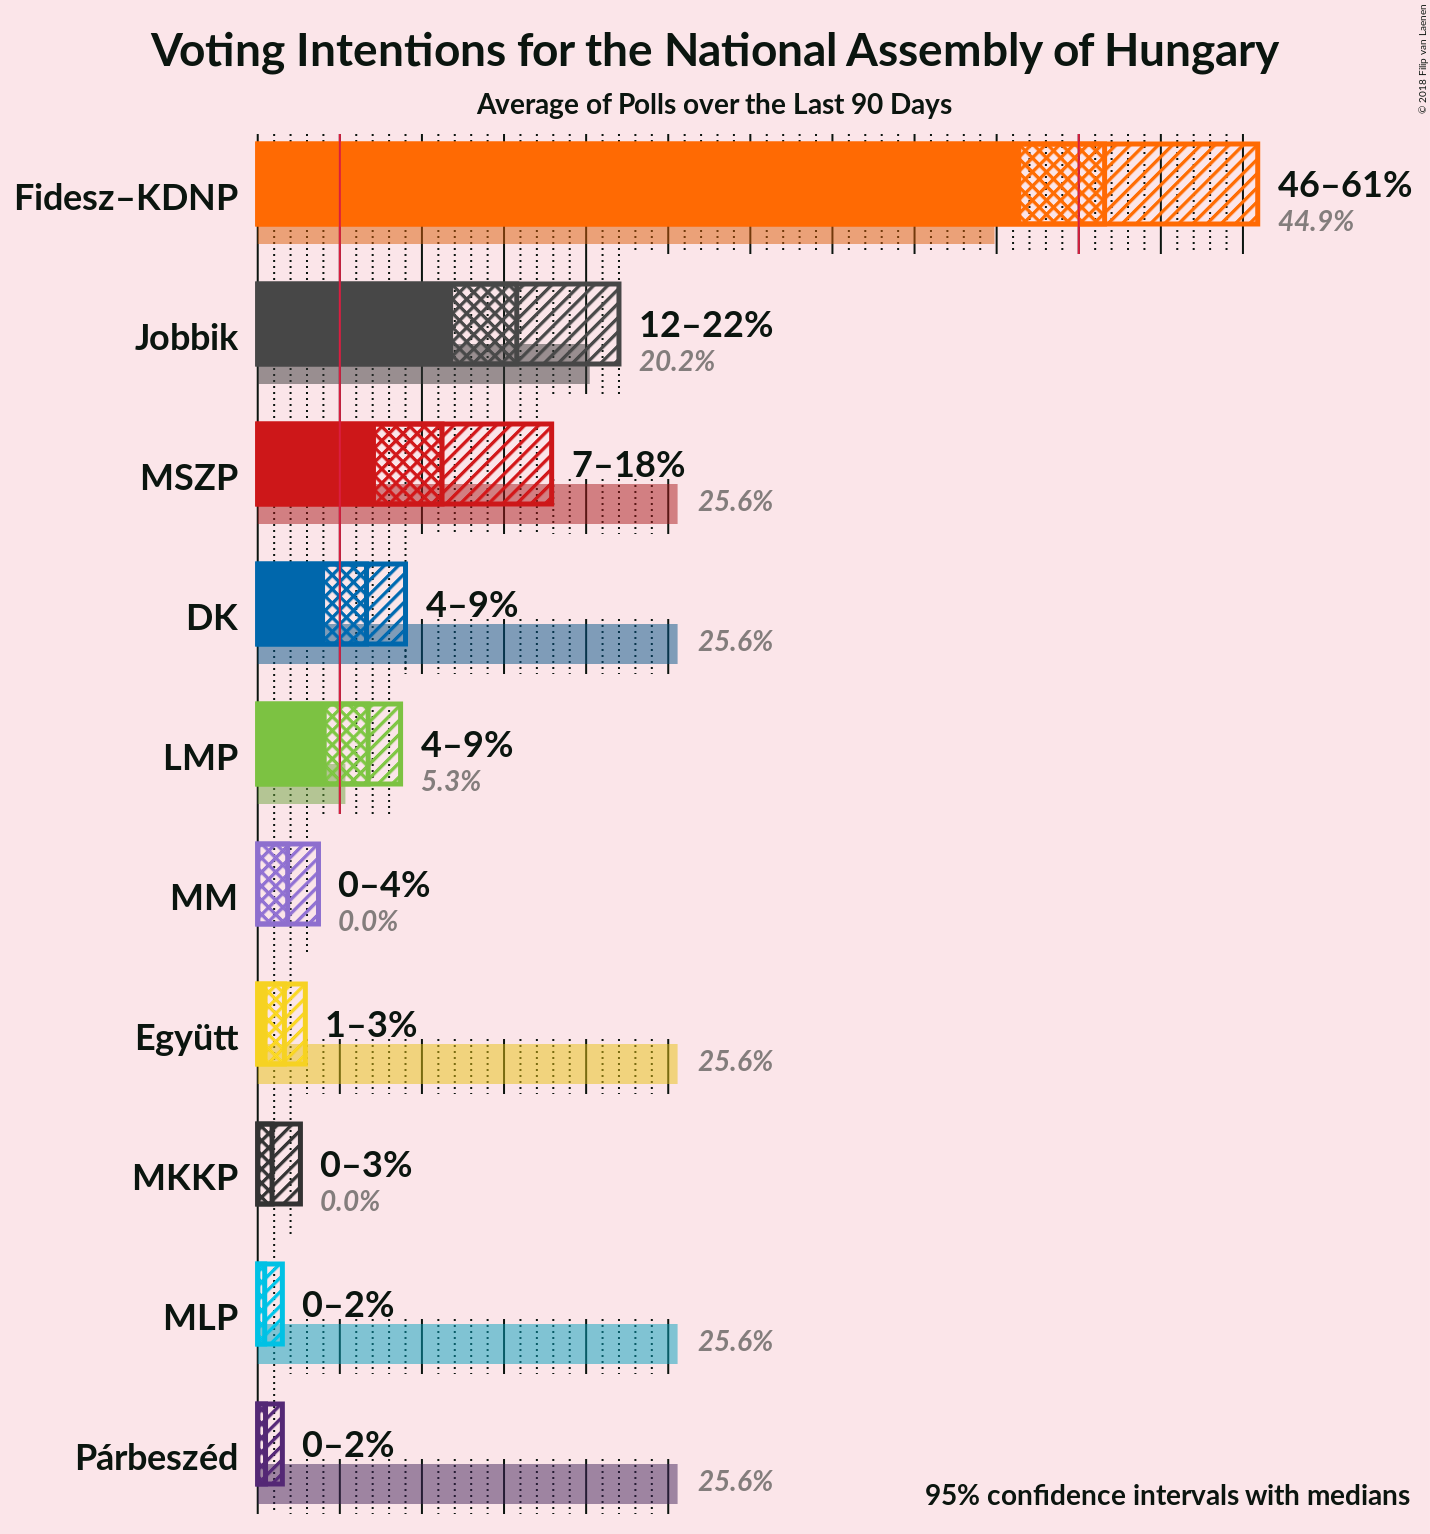 © 2018 Filip van Laenen
Voting Intentions for the National Assembly of Hungary
Average of Polls over the Last 90 Days
Fidesz–KDNP
46–61%
44.9%
Jobbik
12–22%
20.2%
MSZP
7–18%
25.6%
DK
4–9%
25.6%
LMP
4–9%
5.3%
MM
0–4%
0.0%
Együtt
1–3%
25.6%
MKKP
0–3%
0.0%
MLP
0–2%
25.6%
Párbeszéd
0–2%
25.6%
95% confidence intervals with medians